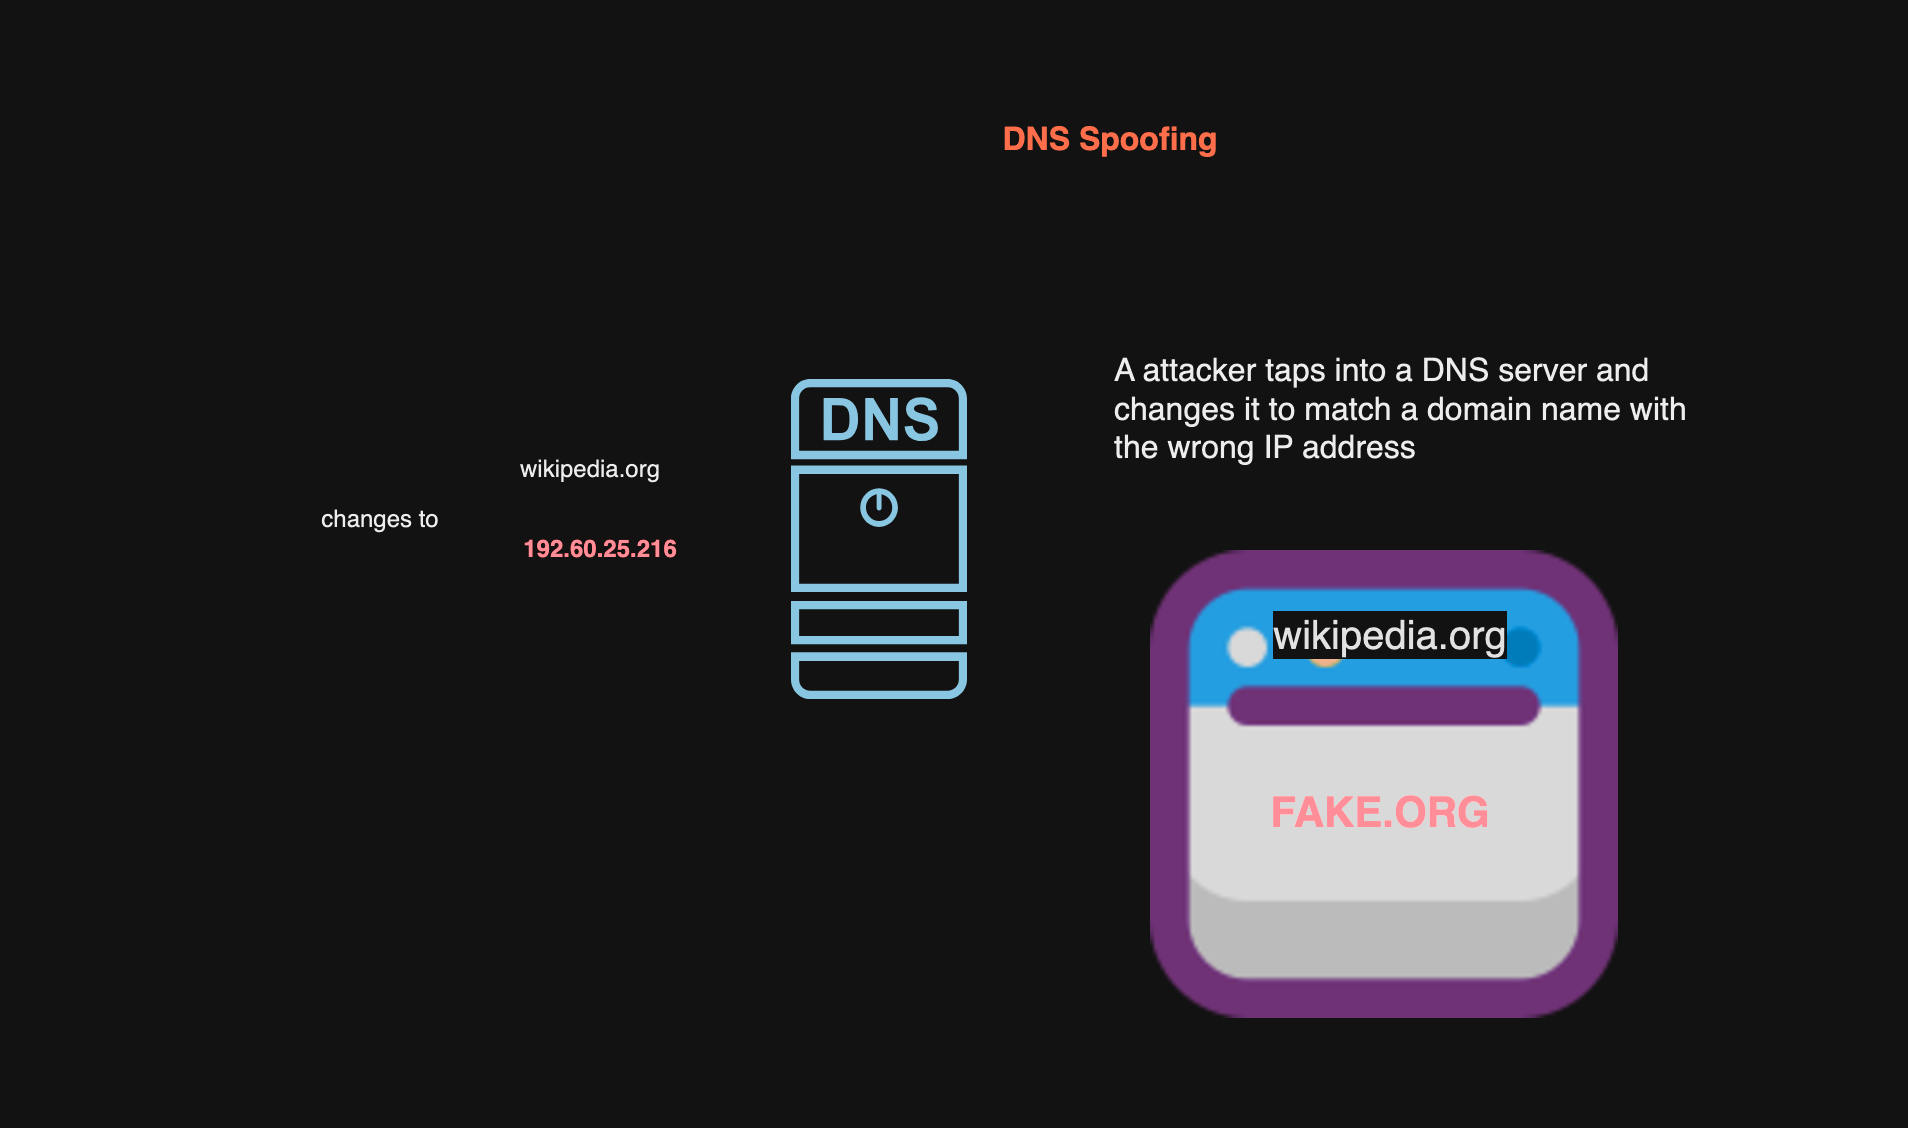 DNS Spoofing
DNS
wikipedia.org
changes to
192.60.25.216
A attacker taps into a DNS server and
changes it to match a domain name with
the wrong IP address
wikipedia.org
FAKE.ORG